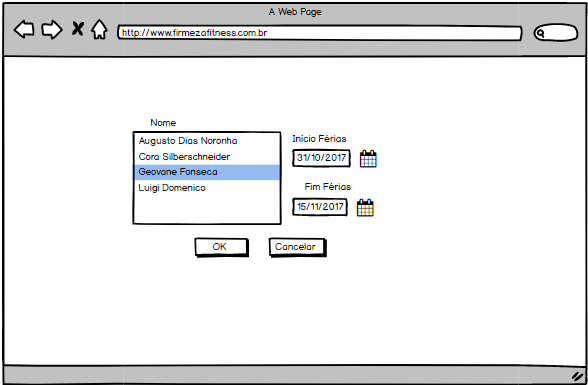 A Web Page
http://www.firmezafitness.com.br
Nome
Augusto Dias Noronha
Cora Silberschneider
Geovane Fonseca
Luigi Domenico
Início Férias
31/10/2017
Fim Férias
15/11/2017
OK
Cancelar